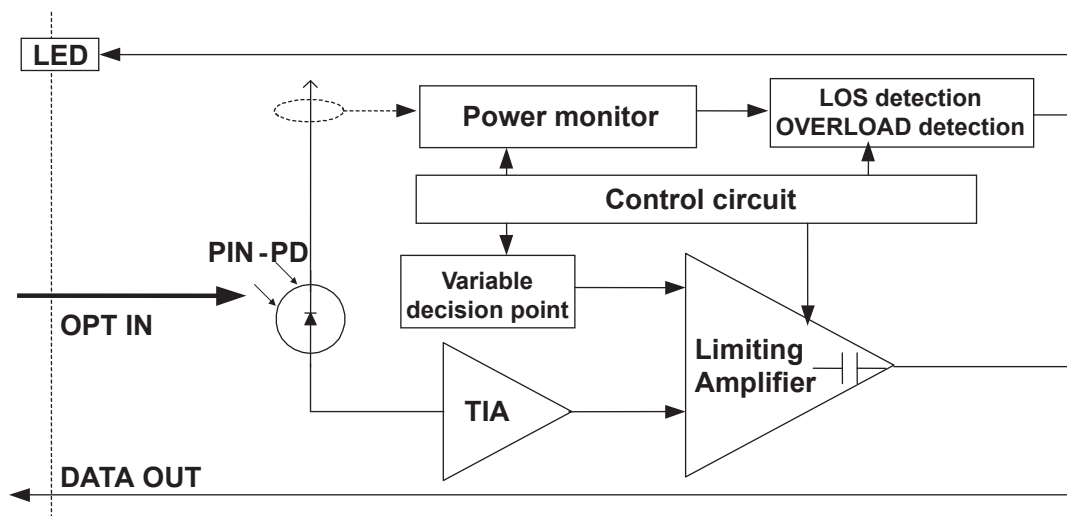 LED
LOS detection
OVERLOAD detection
Power monitor
Control circuit
PIN-PD
Variable
decision point
OPT IN
Limiting
Amplifier
TIA
DATA OUT